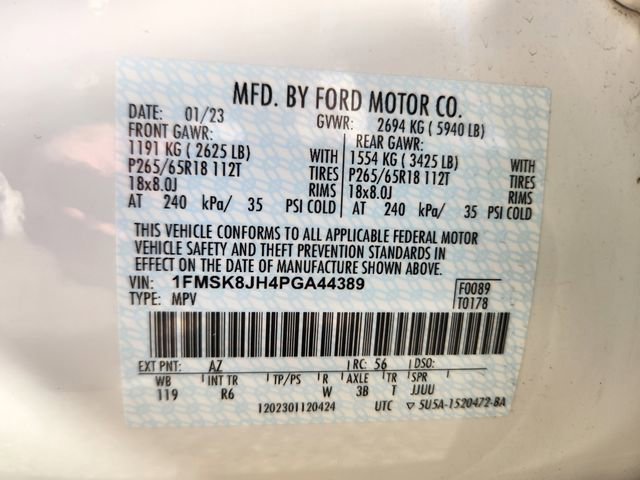 MFD. BY FORD MOTOR CO.
DATE: 01/23 GVWR: 2694 KG ( 5940 LB)
FRONT GAWR: REAR GAWR:
1191 KG ( 2625 LB) WITH 1554 KG ( 3425 LB) WITH
P265/65R18 112T TIRES P265/65R18 112T TIRES
18x8.0J RIMS 18x8.0J RIMS
AT 240 kPa/ 35 PSI COLD AT 240 kPa/ 35 PSI COLD
THIS VEHICLE CONFORMS TO ALL APPLICABLE FEDERAL MOTOR
VEHICLE SAFETY AND THEFT PREVENTION STANDARDS IN
EFFECT ON THE DATE OF MANUFACTURE SHOWN ABOVE.
VIN: 1FMSK8JH4PGA44389 F0089
TYPE: MPV T0178
EXT PNT: AZ RC: 56 DSO:
WB INT TR TP/PS R AXLE TR SPR
119 R6 W 3B T JJUU
1202301120424 UTC ▽ 5U5A-1520472-BA